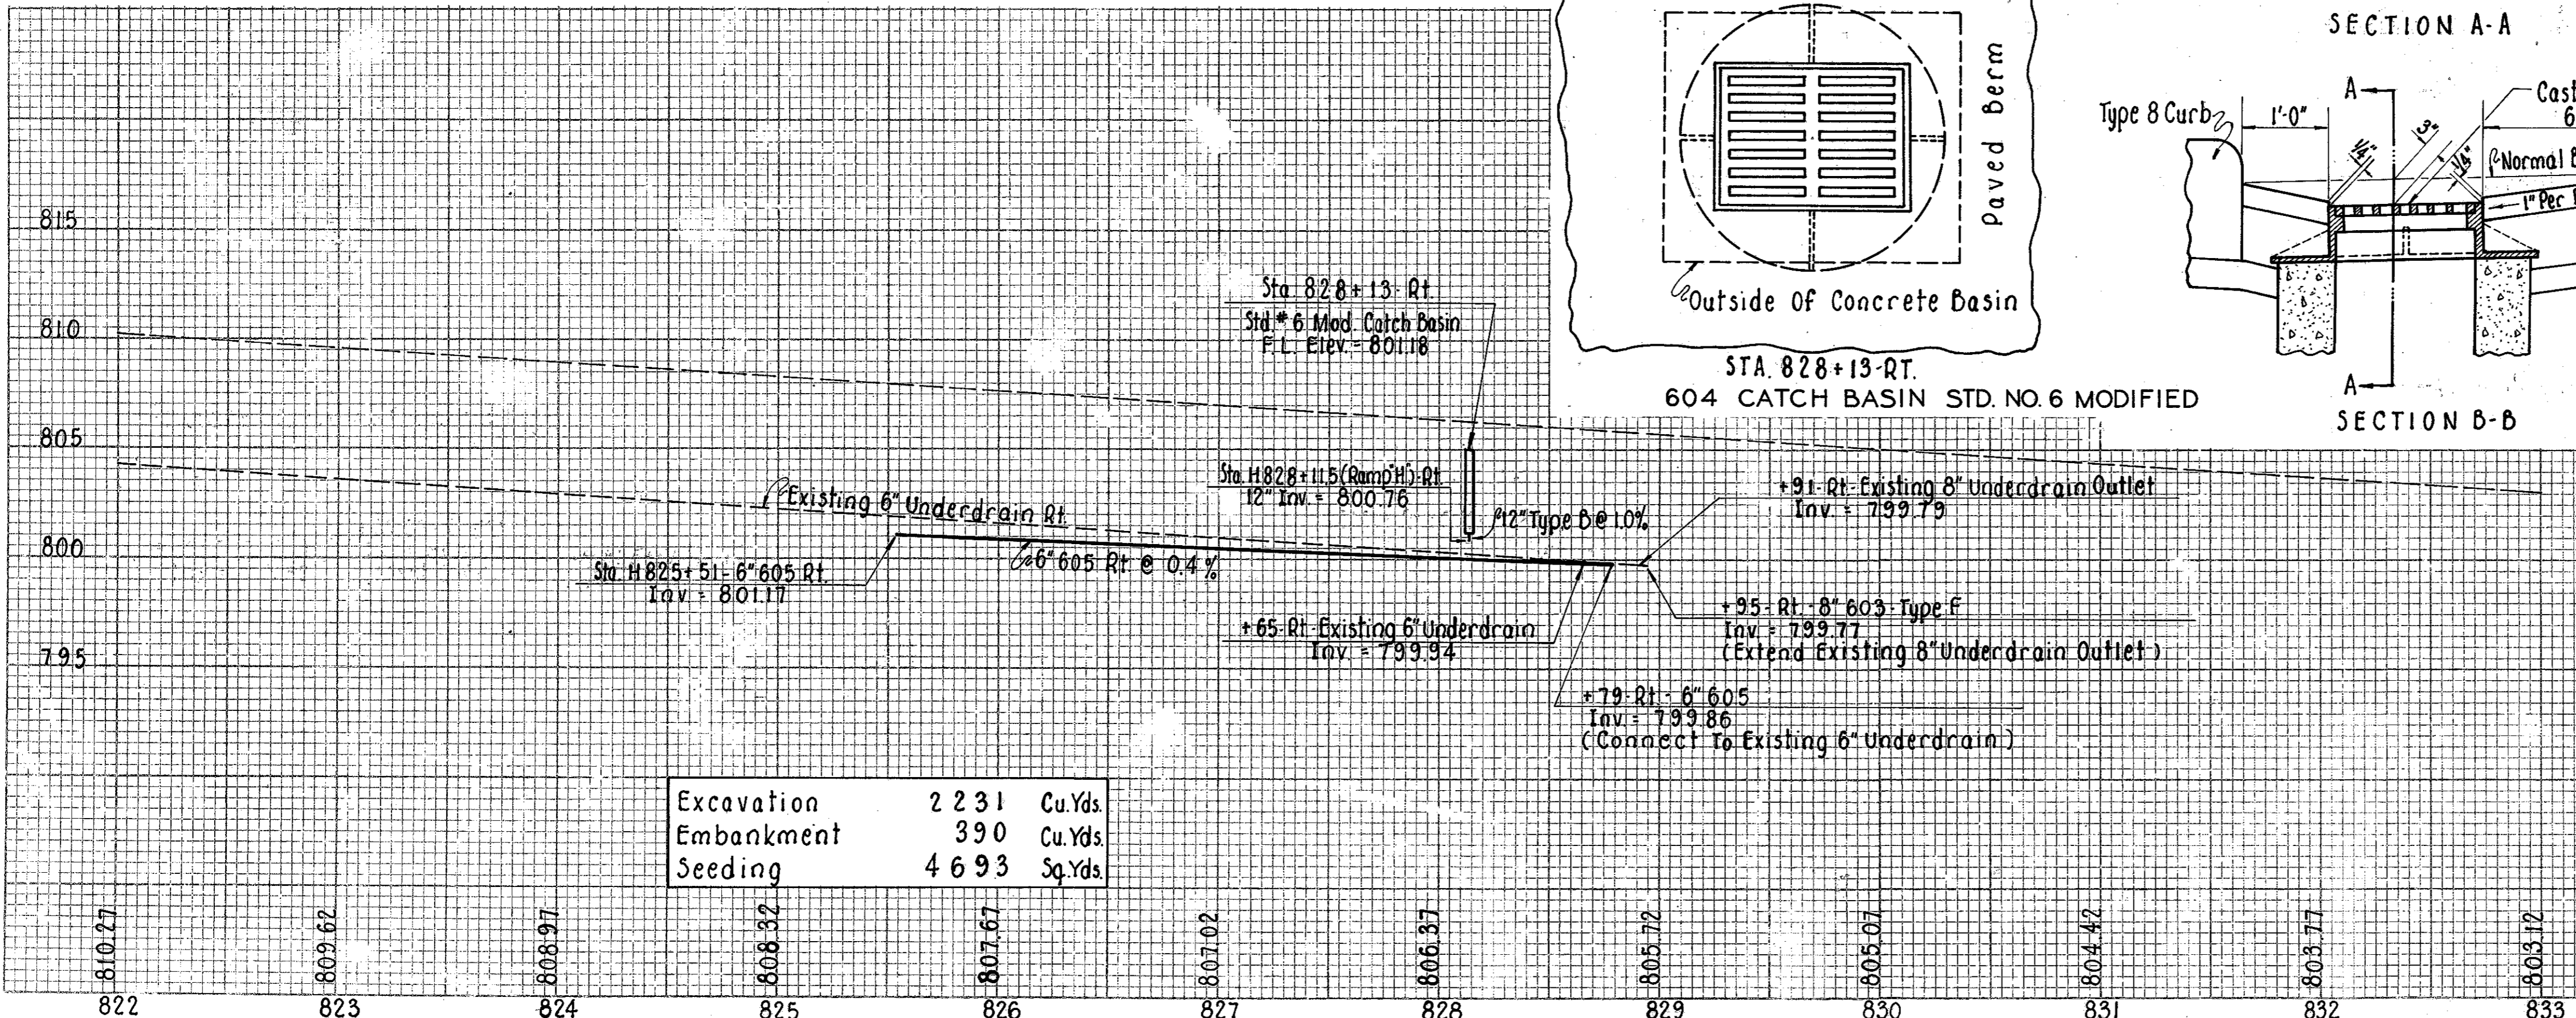 SECTION A-A
Paved Berm
Outside Of Concrete Basin
STA. 828+13-RT.
604 CATCH BASIN STD. NO. 6 MODIFIED
A
Type 8 Curb
1'-0"
3"
1/4"
1/4"
1" Per
A
SECTION B-B
815
810
805
800
795
Sta. 828+13-Rt.
Std. #6 Mod. Catch Basin
F.L. Elev. = 801.18
Sta. H 828+11.5 (Ramp "H")-Rt.
12" Inv. = 800.76
12" Type B @ 1.0%
Existing 6" Underdrain Rt.
6" 605 Rt. @ 0.4%
Sta. H 825+51-6" 605 Rt.
Inv. = 801.17
+91-Rt.-Existing 8" Underdrain Outlet
Inv. = 799.79
+65-Rt.-Existing 6" Underdrain
Inv. = 799.94
+95-Rt.-8" 603-Type F
Inv. = 799.77
(Extend Existing 8" Underdrain Outlet)
+79-Rt.-6" 605
Inv. = 799.86
(Connect To Existing 6" Underdrain)
Excavation 2231 Cu.Yds.
Embankment 390 Cu.Yds.
Seeding 4693 Sq.Yds.
810.27 809.62 808.97 808.32 807.67 807.02 806.37 805.72 805.07 804.42 803.77 803.12
822 823 824 825 826 827 828 829 830 831 832 833